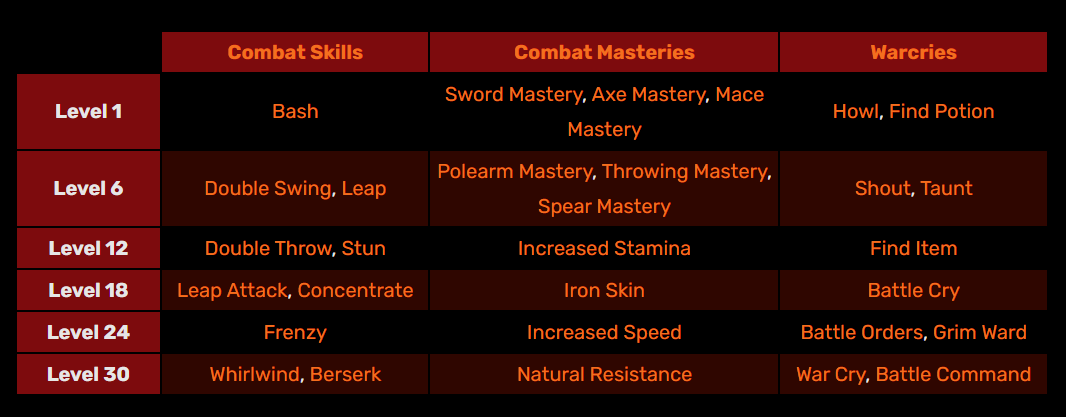 Combat Skills Combat Masteries Warcries
Level 1 Bash Sword Mastery, Axe Mastery, Mace Mastery Howl, Find Potion
Level 6 Double Swing, Leap Polearm Mastery, Throwing Mastery, Spear Mastery Shout, Taunt
Level 12 Double Throw, Stun Increased Stamina Find Item
Level 18 Leap Attack, Concentrate Iron Skin Battle Cry
Level 24 Frenzy Increased Speed Battle Orders, Grim Ward
Level 30 Whirlwind, Berserk Natural Resistance War Cry, Battle Command